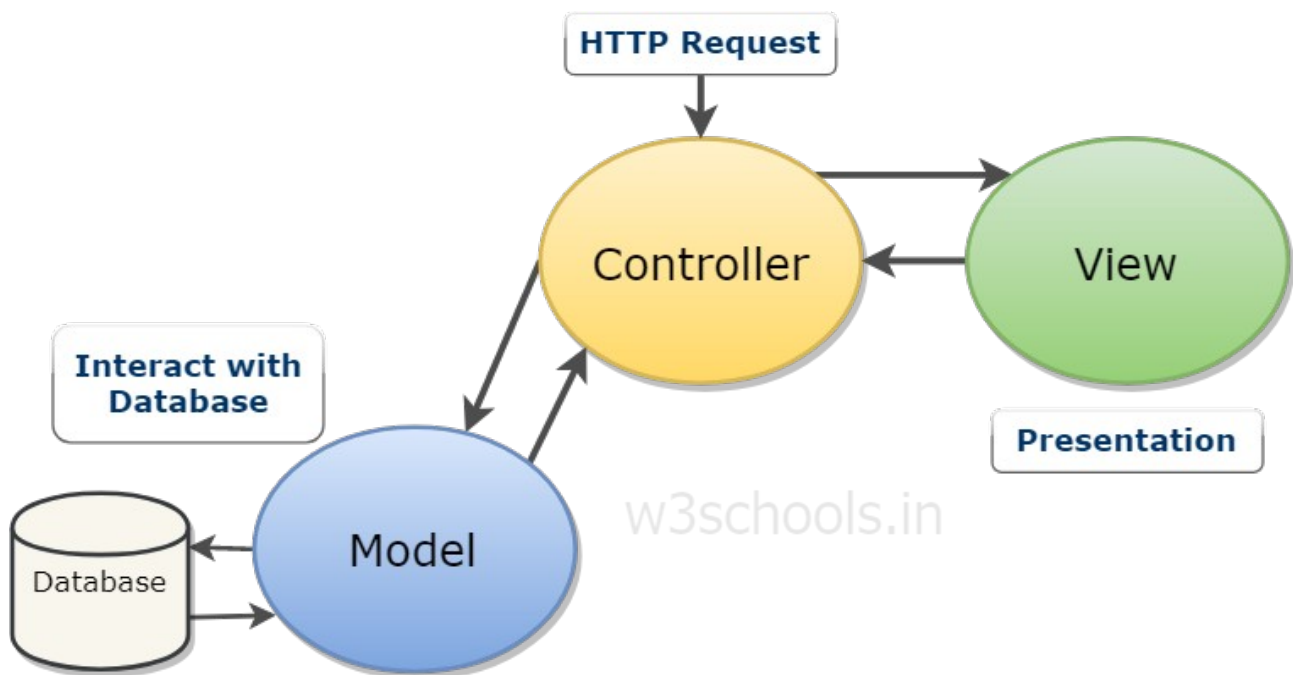 HTTP Request
Controller
View
Interact with
Database
Presentation
w3schools.in
Model
Database